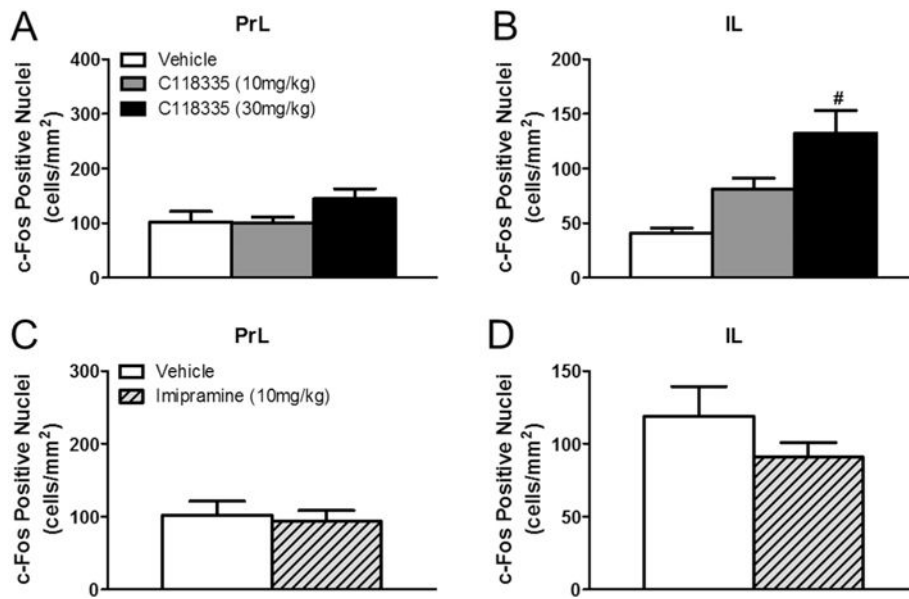 A
PrL
c-Fos Positive Nuclei
(cells/mm²)
400
300
200
100
0
Vehicle
C118335 (10mg/kg)
C118335 (30mg/kg)
B
IL
c-Fos Positive Nuclei
(cells/mm²)
200
150
100
50
0
#
C
PrL
c-Fos Positive Nuclei
(cells/mm²)
300
200
100
0
Vehicle
Imipramine (10mg/kg)
D
IL
c-Fos Positive Nuclei
(cells/mm²)
150
100
50
0